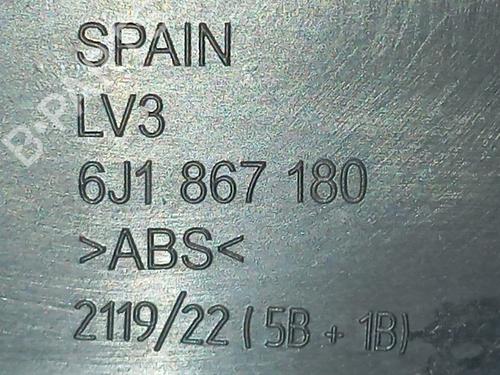 SPAIN
LV3
6J1 867 180
>ABS<
2119/22 (5B + 1B)